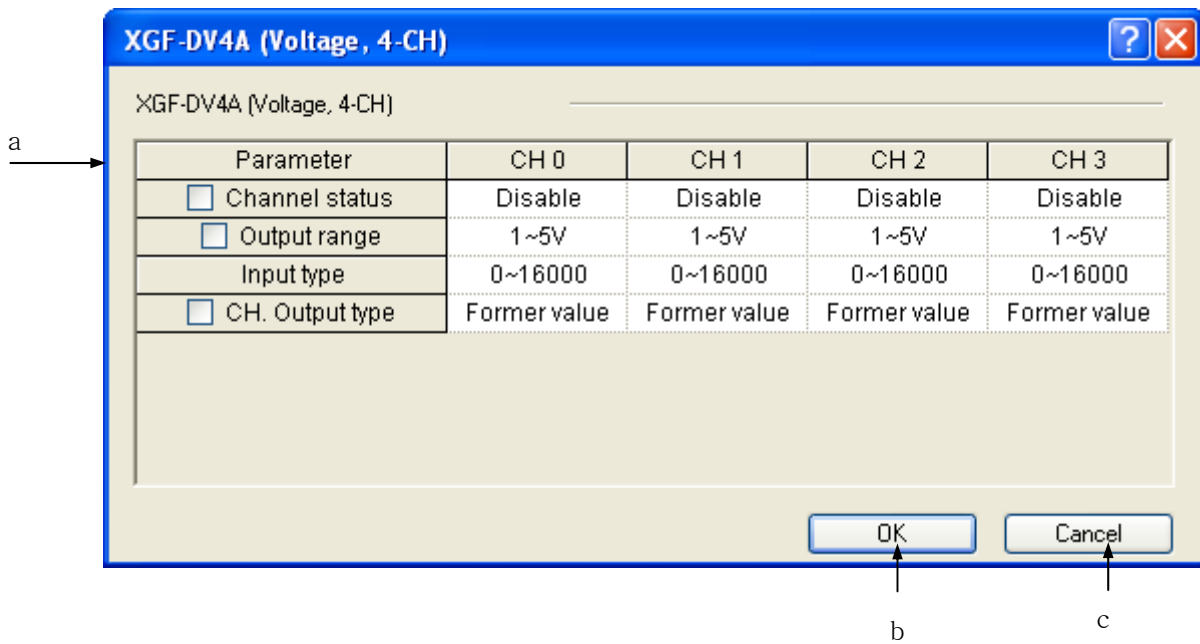 XGF-DV4A (Voltage, 4-CH)
XGF-DV4A (Voltage, 4-CH)
a
Parameter CH 0 CH 1 CH 2 CH 3
Channel status Disable Disable Disable Disable
Output range 1~5V 1~5V 1~5V 1~5V
Input type 0~16000 0~16000 0~16000 0~16000
CH. Output type Former value Former value Former value Former value
OK Cancel
b c